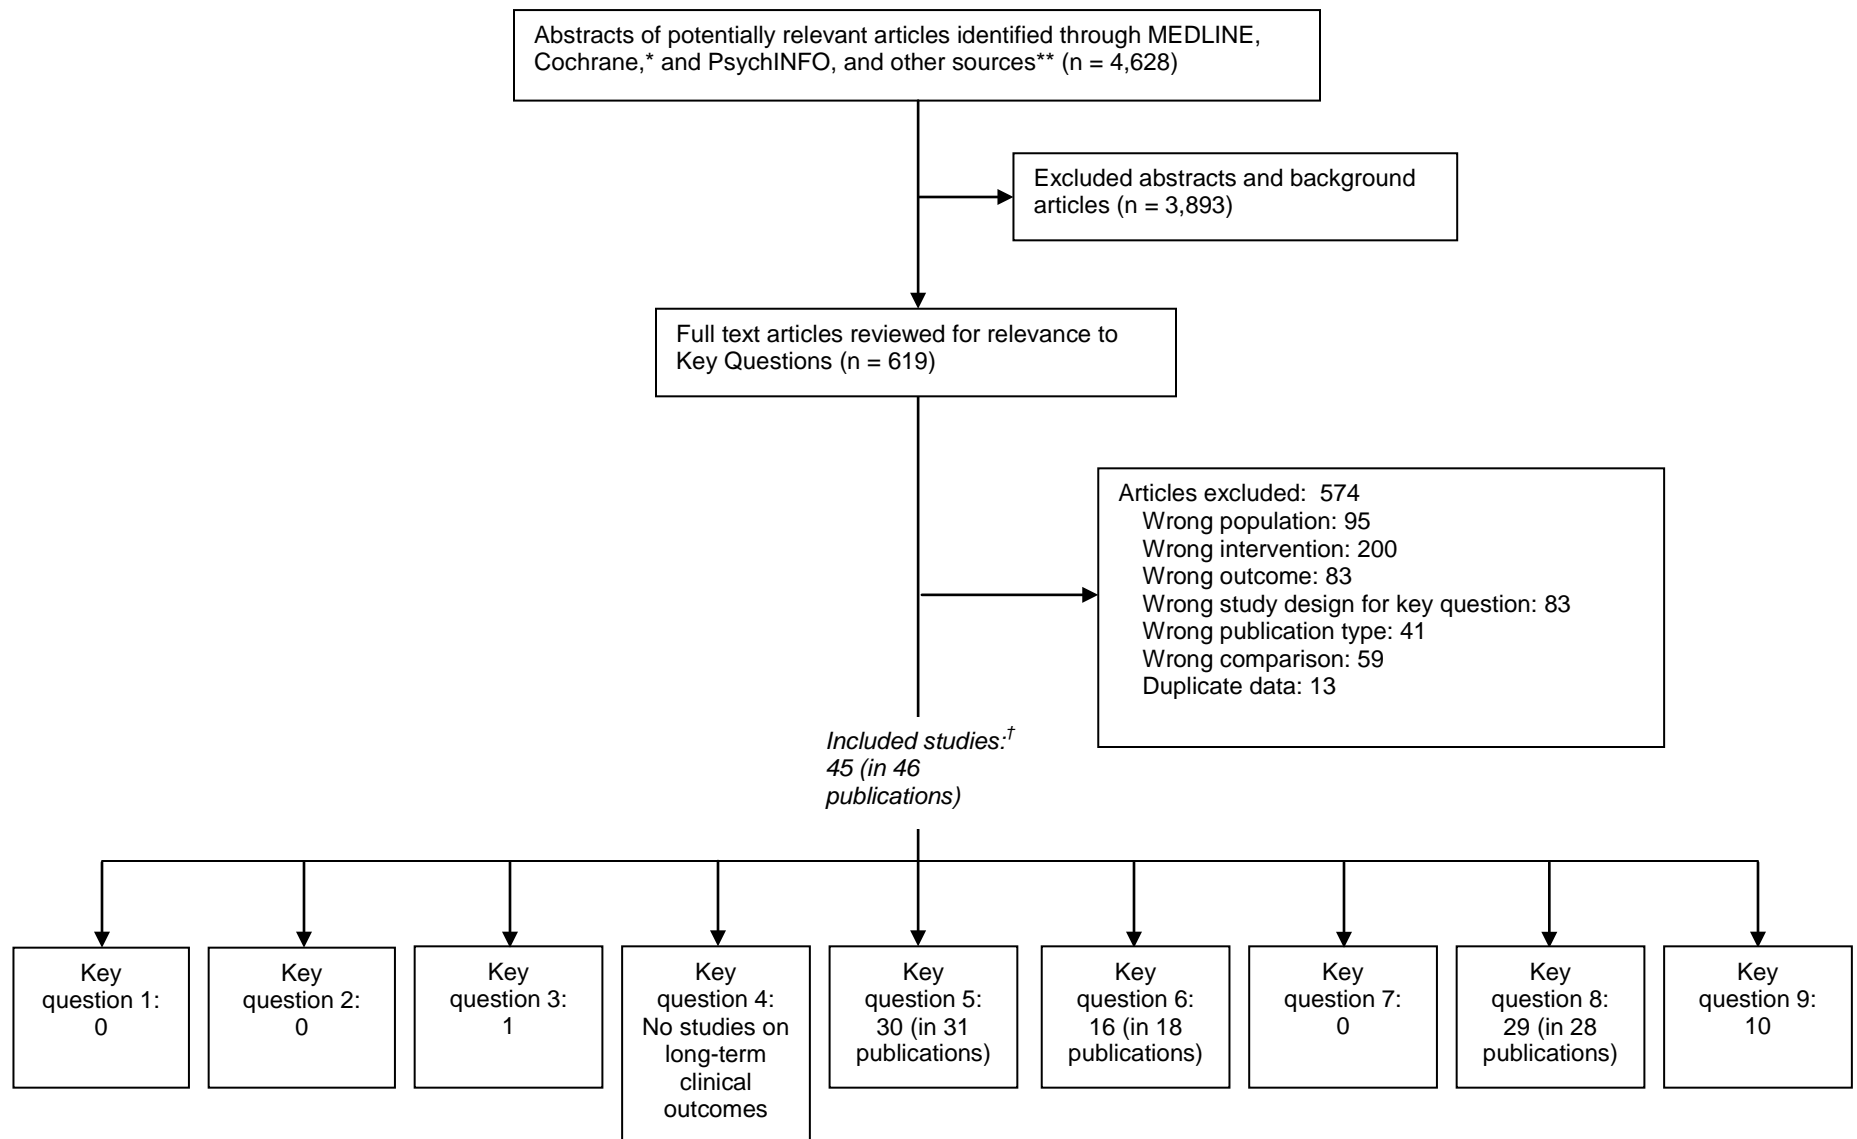 Abstracts of potentially relevant articles identified through MEDLINE,
Cochrane,* and PsychINFO, and other sources** (n = 4,628)
Excluded abstracts and background
articles (n = 3,893)
Full text articles reviewed for relevance to
Key Questions (n = 619)
Articles excluded:  574
Wrong population: 95
Wrong intervention: 200
Wrong outcome: 83
Wrong study design for key question: 83
Wrong publication type: 41
Wrong comparison: 59
Duplicate data: 13
Included studies:†
45 (in 46
publications)
Key
question 1:
0
Key
question 2:
0
Key
question 3:
1
Key
question 4:
No studies on
long-term
clinical
outcomes
Key
question 5:
30 (in 31
publications)
Key
question 6:
16 (in 18
publications)
Key
question 7:
0
Key
question 8:
29 (in 28
publications)
Key
question 9:
10